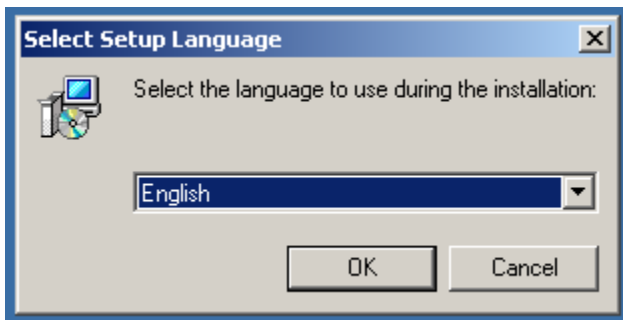 Select Setup Language
Select the language to use during the installation:
English
OK
Cancel